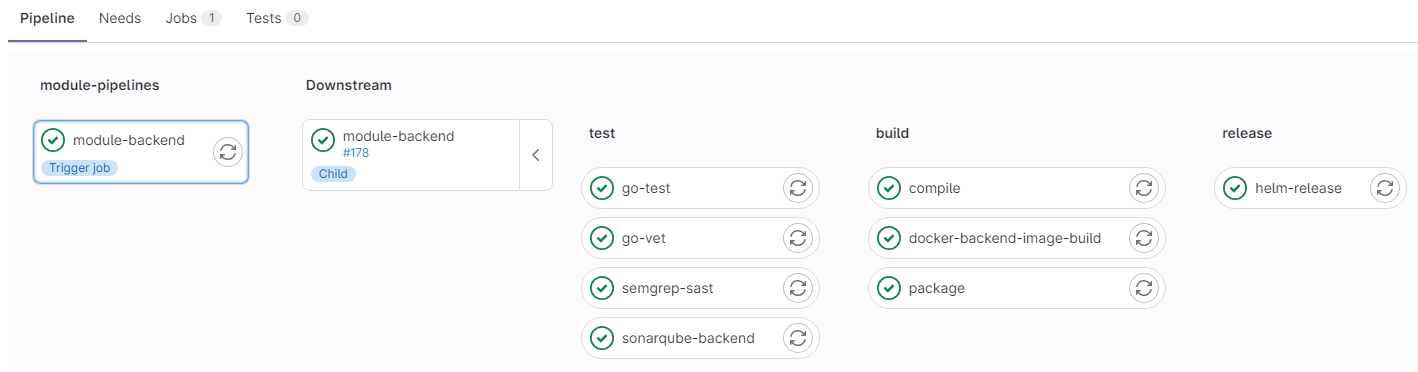 Pipeline Needs Jobs 1 Tests 0
module-pipelines
module-backend
Trigger job
Downstream
module-backend
#178
Child
test
go-test
go-vet
semgrep-sast
sonarqube-backend
build
compile
docker-backend-image-build
package
release
helm-release